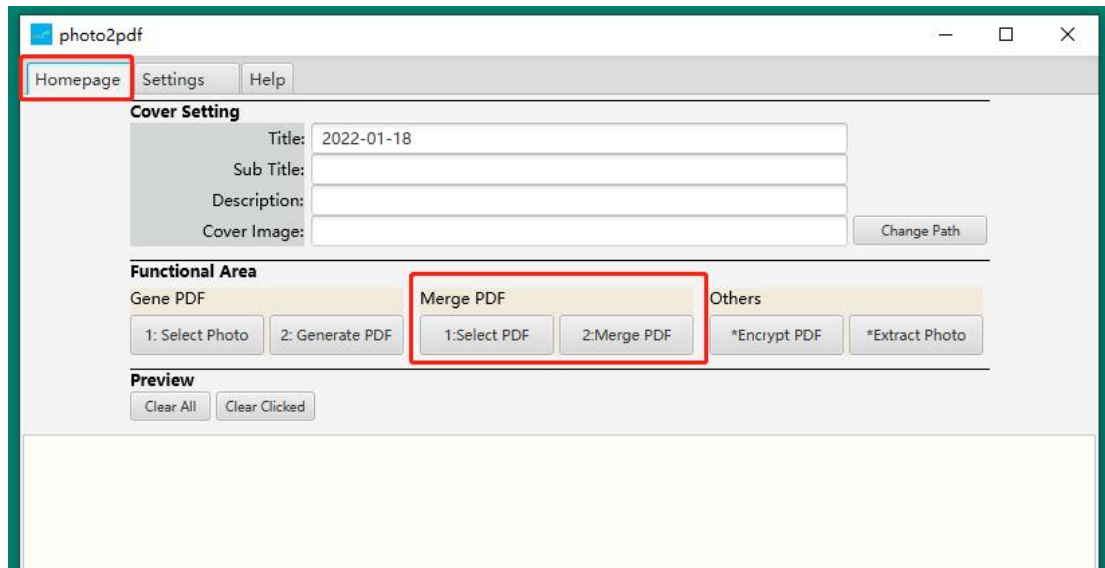 photo2pdf
Homepage Settings Help
Cover Setting
Title: 2022-01-18
Sub Title:
Description:
Cover Image: Change Path
Functional Area
Gene PDF Merge PDF Others
1: Select Photo 2: Generate PDF 1:Select PDF 2:Merge PDF *Encrypt PDF *Extract Photo
Preview
Clear All Clear Clicked